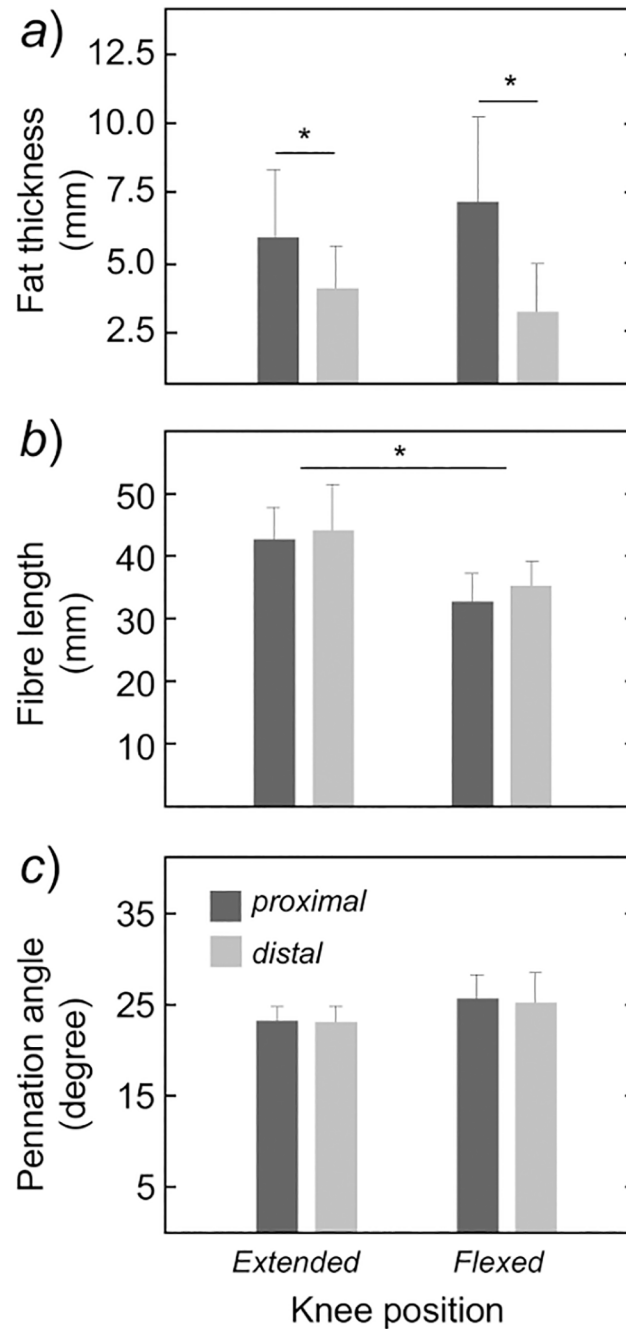 a)
Fat thickness
(mm)
12.5
10.0
7.5
5.0
2.5
*
*
b)
Fibre length
(mm)
50
40
30
20
10
*
c)
Pennation angle
(degree)
35
25
15
5
proximal
distal
Extended Flexed
Knee position